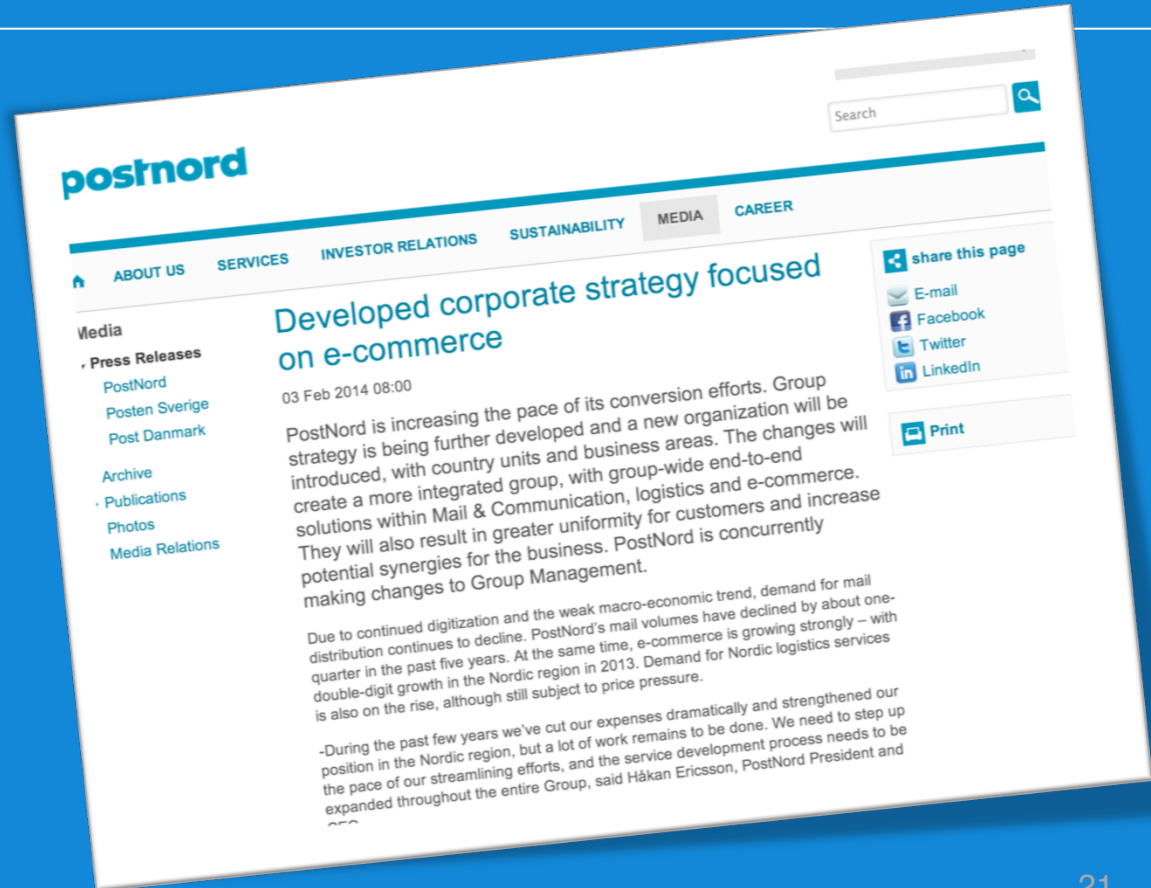 Search
postnord
ABOUT US
SERVICES
INVESTOR RELATIONS
SUSTAINABILITY
MEDIA
CAREER
Media
Press Releases
PostNord
Posten Sverige
Post Danmark
Archive
Publications
Photos
Media Relations
Developed corporate strategy focused
on e-commerce
03 Feb 2014 08:00
PostNord is increasing the pace of its conversion efforts. Group
strategy is being further developed and a new organization will be
introduced, with country units and business areas. The changes will
create a more integrated group, with group-wide end-to-end
solutions within Mail & Communication, logistics and e-commerce.
They will also result in greater uniformity for customers and increase
potential synergies for the business. PostNord is concurrently
making changes to Group Management.
Due to continued digitization and the weak macro-economic trend, demand for mail
distribution continues to decline. PostNord's mail volumes have declined by about one-
quarter in the past five years. At the same time, e-commerce is growing strongly – with
double-digit growth in the Nordic region in 2013. Demand for Nordic logistics services
is also on the rise, although still subject to price pressure.
-During the past few years we've cut our expenses dramatically and strengthened our
position in the Nordic region, but a lot of work remains to be done. We need to step up
the pace of our streamlining efforts, and the service development process needs to be
expanded throughout the entire Group, said Håkan Ericsson, PostNord President and
share this page
E-mail
Facebook
Twitter
LinkedIn
Print